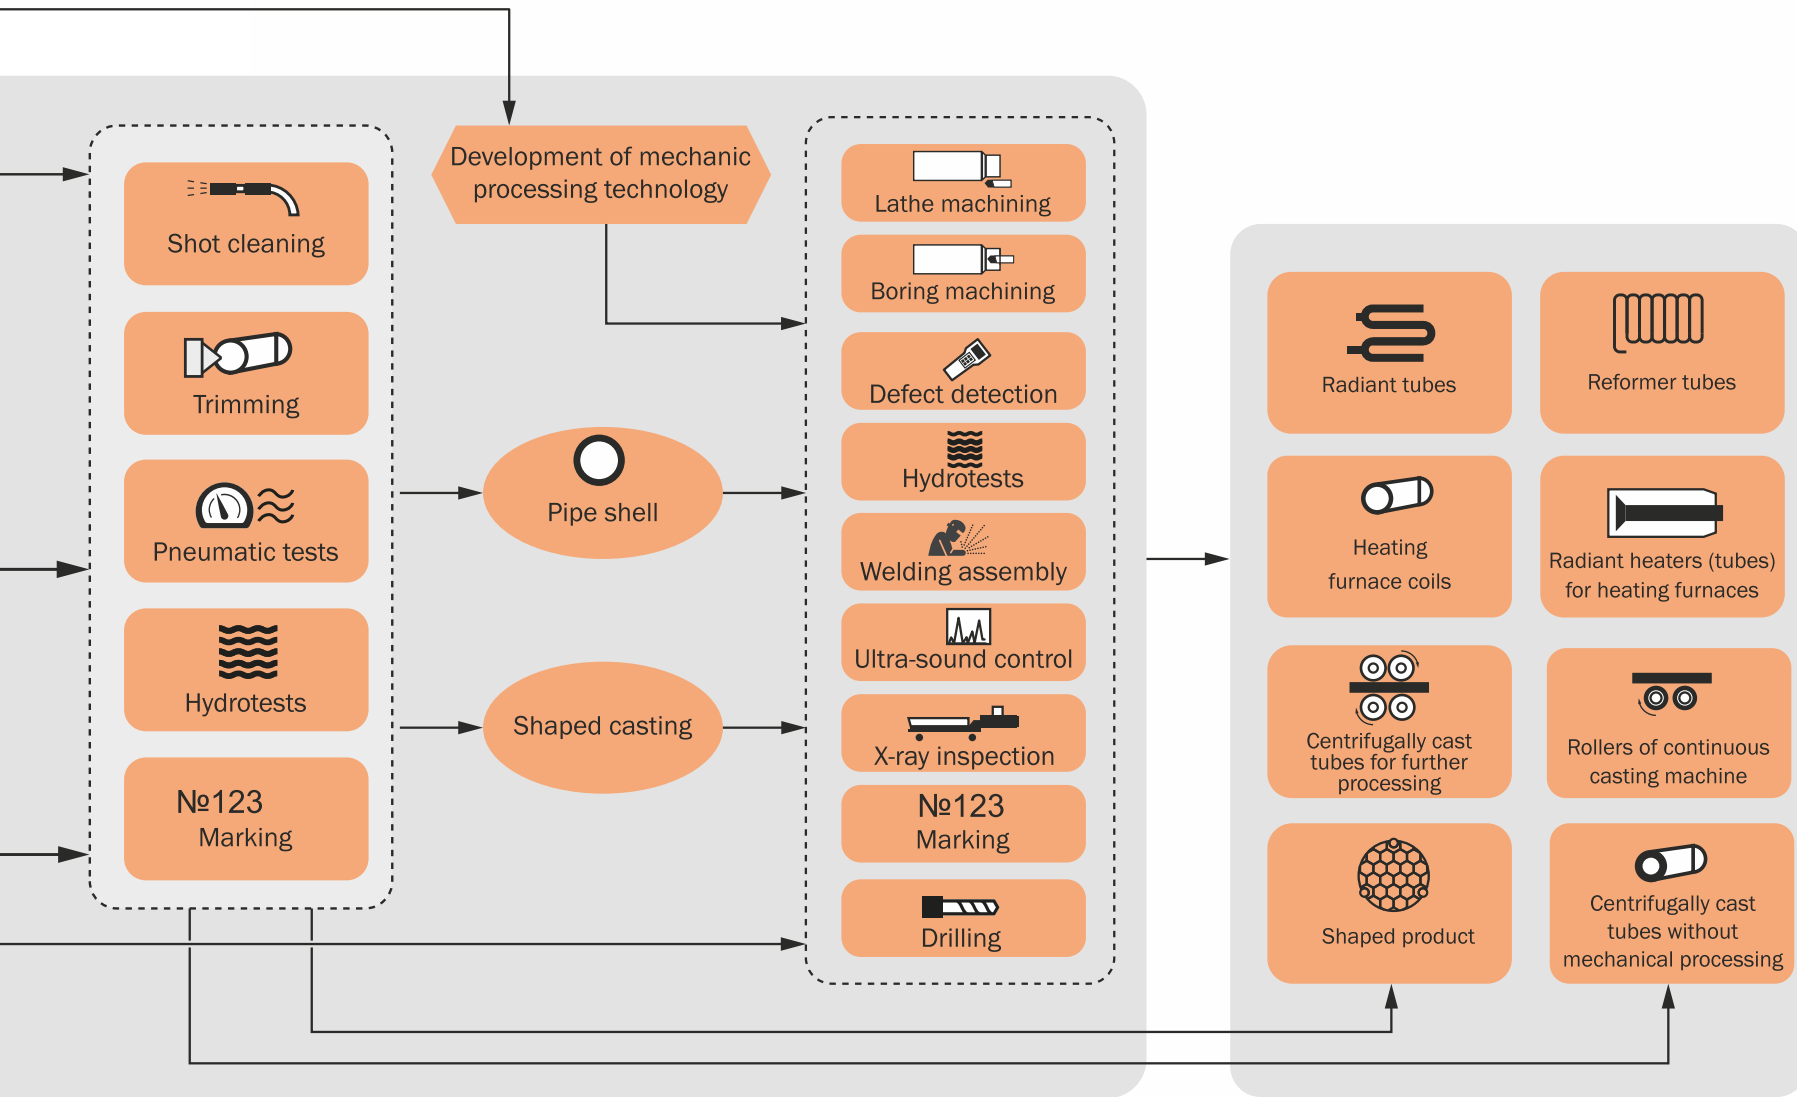 Shot cleaning
Trimming
Pneumatic tests
Hydrotests
№123
Marking
Development of mechanic
processing technology
Pipe shell
Shaped casting
Lathe machining
Boring machining
Defect detection
Hydrotests
Welding assembly
Ultra-sound control
X-ray inspection
№123
Marking
Drilling
Radiant tubes
Reformer tubes
Heating
furnace coils
Radiant heaters (tubes)
for heating furnaces
Centrifugally cast
tubes for further
processing
Rollers of continuous
casting machine
Shaped product
Centrifugally cast
tubes without
mechanical processing